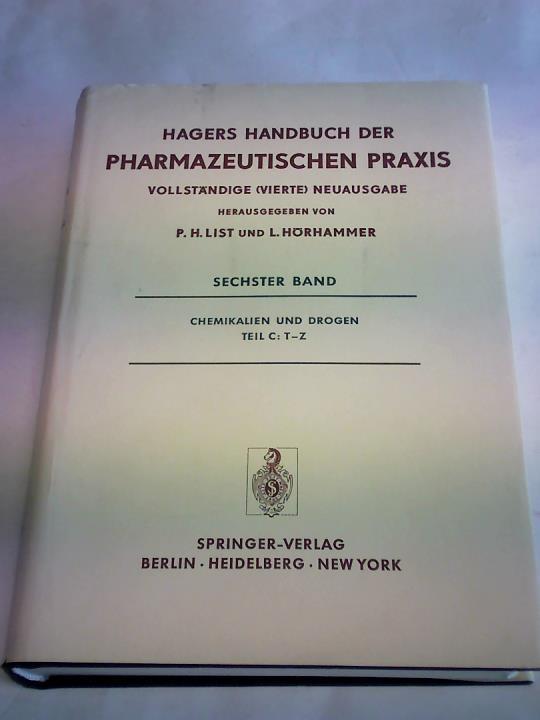 HAGERS HANDBUCH DER
PHARMAZEUTISCHEN PRAXIS
VOLLSTÄNDIGE (VIERTE) NEUAUSGABE
HERAUSGEGEBEN VON
P. H. LIST UND L. HÖRHAMMER
SECHSTER BAND
CHEMIKALIEN UND DROGEN
TEIL C: T–Z
SPRINGER-VERLAG
BERLIN · HEIDELBERG · NEW YORK